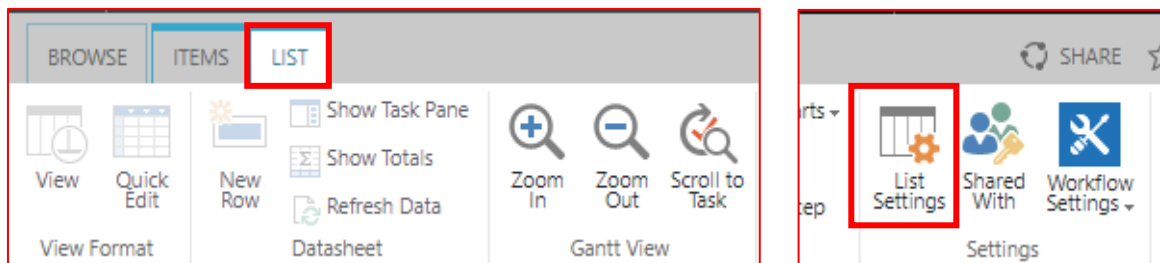 BROWSE ITEMS LIST
Show Task Pane
Show Totals
Refresh Data
View
Quick
Edit
New
Row
Zoom
In
Zoom
Out
Scroll to
Task
View Format
Datasheet
Gantt View
SHARE
List
Settings
Shared
With
Workflow
Settings
Settings